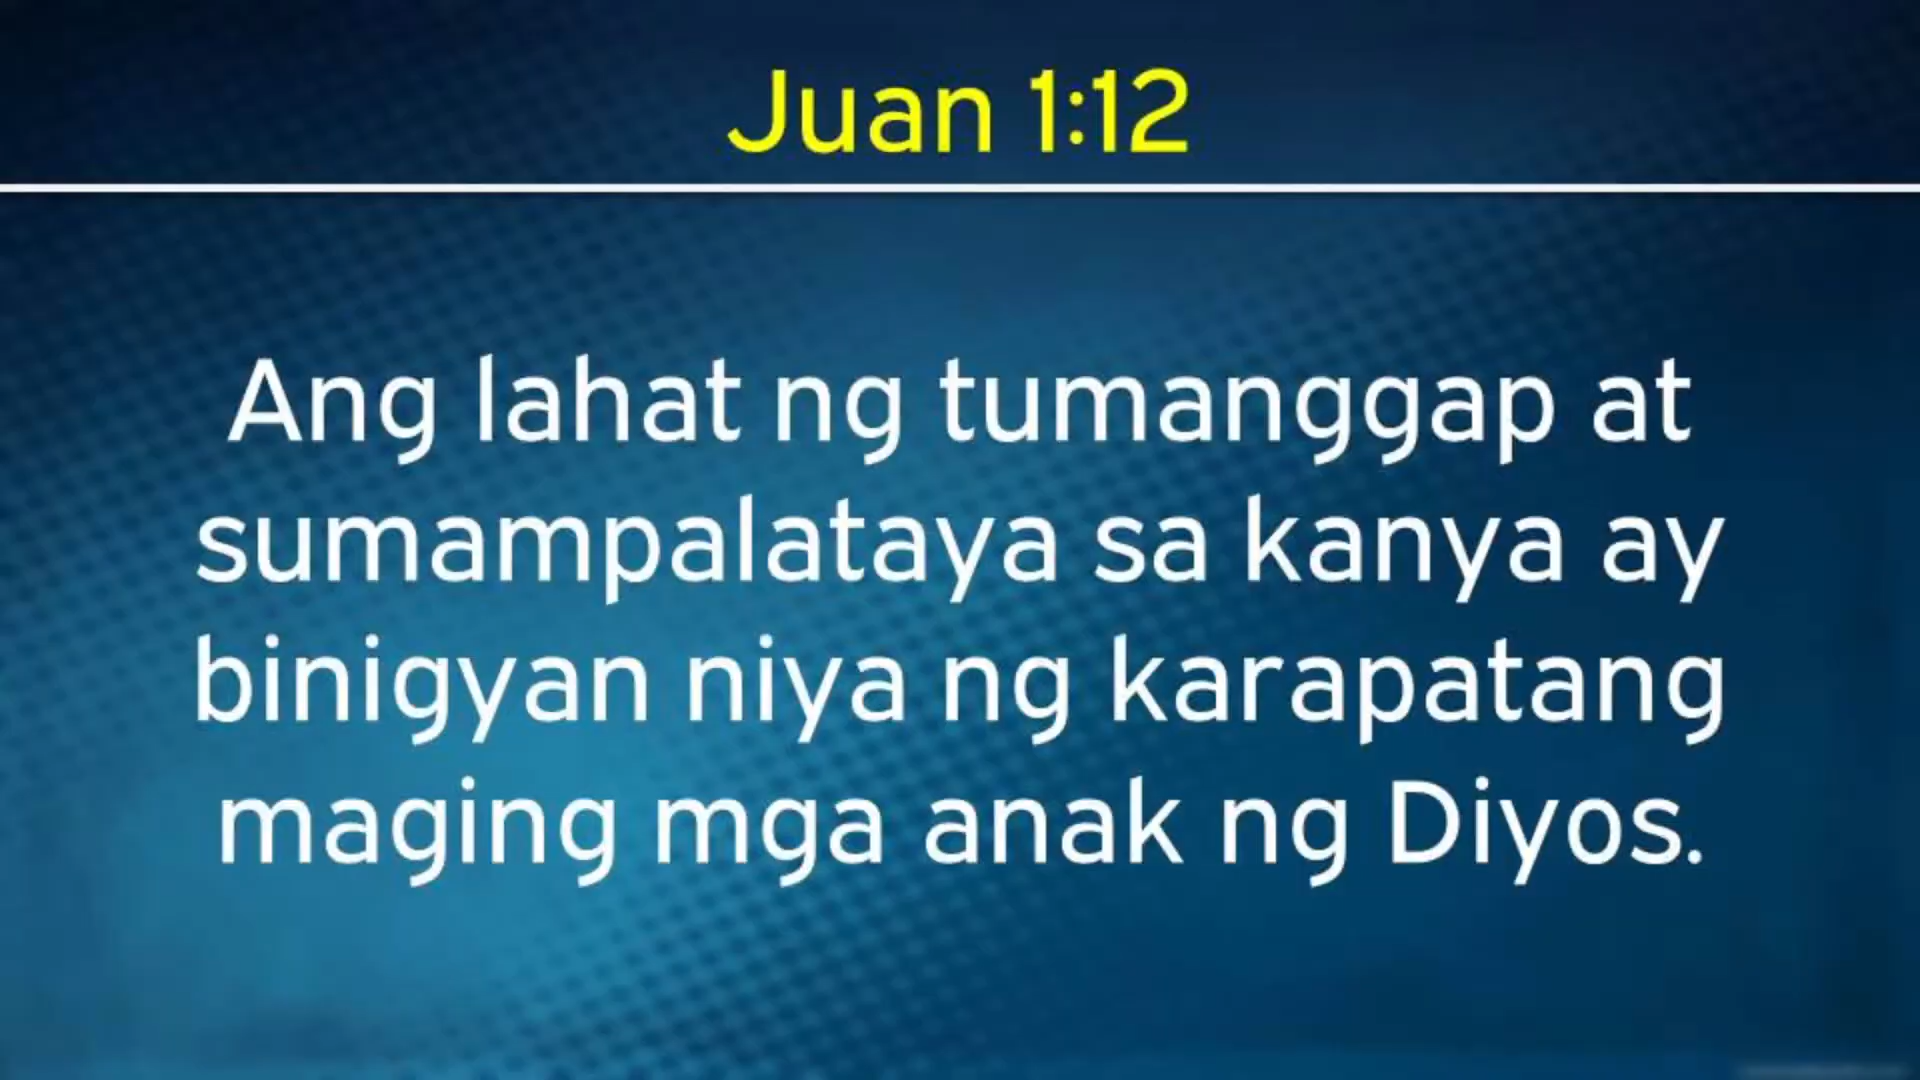 Juan 1:12
Ang lahat ng tumanggap at
sumampalataya sa kanya ay
binigyan niya ng karapatang
maging mga anak ng Diyos.